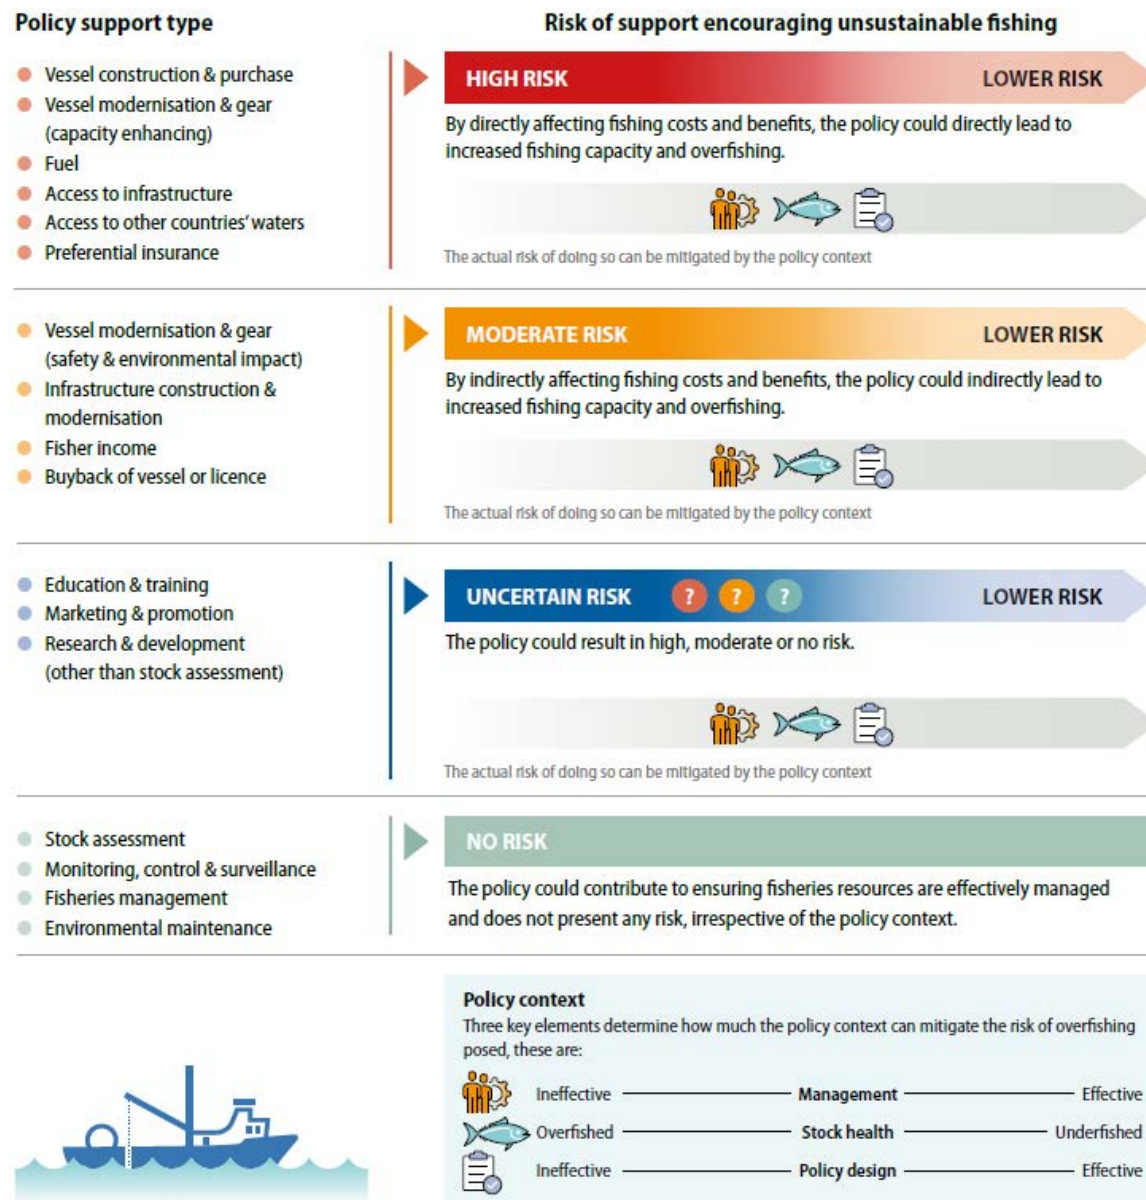 Policy support type
Risk of support encouraging unsustainable fishing
Vessel construction & purchase
Vessel modernisation & gear
(capacity enhancing)
Fuel
Access to infrastructure
Access to other countries' waters
Preferential insurance
HIGH RISK
LOWER RISK
By directly affecting fishing costs and benefits, the policy could directly lead to
increased fishing capacity and overfishing.
The actual risk of doing so can be mitigated by the policy context
Vessel modernisation & gear
(safety & environmental impact)
Infrastructure construction &
modernisation
Fisher income
Buyback of vessel or licence
MODERATE RISK
LOWER RISK
By indirectly affecting fishing costs and benefits, the policy could indirectly lead to
increased fishing capacity and overfishing.
The actual risk of doing so can be mitigated by the policy context
Education & training
Marketing & promotion
Research & development
(other than stock assessment)
UNCERTAIN RISK ? ? ?
LOWER RISK
The policy could result in high, moderate or no risk.
The actual risk of doing so can be mitigated by the policy context
Stock assessment
Monitoring, control & surveillance
Fisheries management
Environmental maintenance
NO RISK
The policy could contribute to ensuring fisheries resources are effectively managed
and does not present any risk, irrespective of the policy context.
Policy context
Three key elements determine how much the policy context can mitigate the risk of overfishing
posed, these are:
Ineffective Management Effective
Overfished Stock health Underfished
Ineffective Policy design Effective